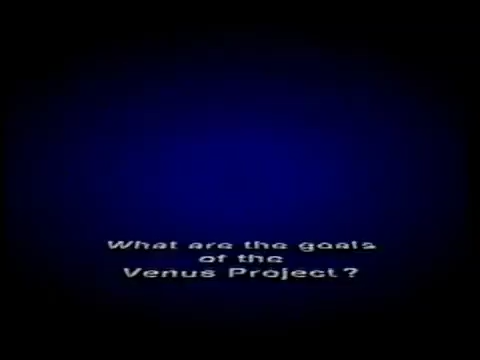 What are the goals
of the
Venus Project?